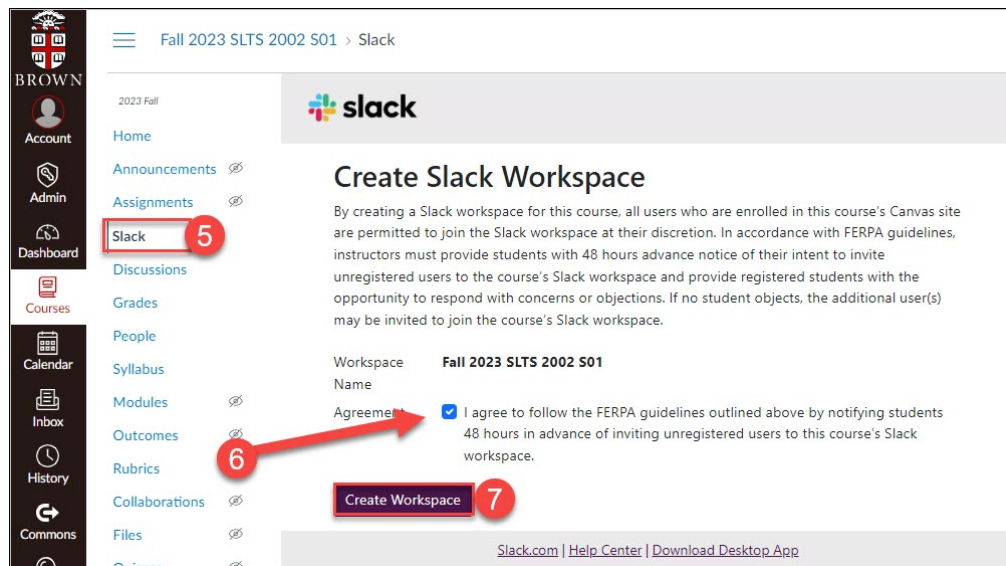 BROWN
Account
Admin
Dashboard
Courses
Calendar
Inbox
History
Commons
Fall 2023 SLTS 2002 S01 > Slack
2023 Fall
Home
Announcements
Assignments
Slack
5
Discussions
Grades
People
Syllabus
Modules
Outcomes
6
Rubrics
Collaborations
Files
slack
Create Slack Workspace
By creating a Slack workspace for this course, all users who are enrolled in this course's Canvas site
are permitted to join the Slack workspace at their discretion. In accordance with FERPA guidelines,
instructors must provide students with 48 hours advance notice of their intent to invite
unregistered users to the course's Slack workspace and provide registered students with the
opportunity to respond with concerns or objections. If no student objects, the additional user(s)
may be invited to join the course's Slack workspace.
Workspace
Name
Fall 2023 SLTS 2002 S01
Agreement
I agree to follow the FERPA guidelines outlined above by notifying students
48 hours in advance of inviting unregistered users to this course's Slack
workspace.
Create Workspace
7
Slack.com | Help Center | Download Desktop App